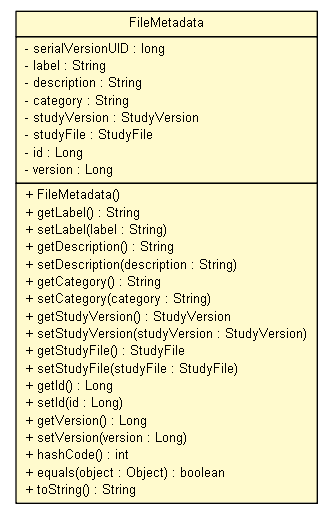 FileMetadata
- serialVersionUID : long
- label : String
- description : String
- category : String
- studyVersion : StudyVersion
- studyFile : StudyFile
- id : Long
- version : Long
+ FileMetadata()
+ getLabel() : String
+ setLabel(label : String)
+ getDescription() : String
+ setDescription(description : String)
+ getCategory() : String
+ setCategory(category : String)
+ getStudyVersion() : StudyVersion
+ setStudyVersion(studyVersion : StudyVersion)
+ getStudyFile() : StudyFile
+ setStudyFile(studyFile : StudyFile)
+ getId() : Long
+ setId(id : Long)
+ getVersion() : Long
+ setVersion(version : Long)
+ hashCode() : int
+ equals(object : Object) : boolean
+ toString() : String